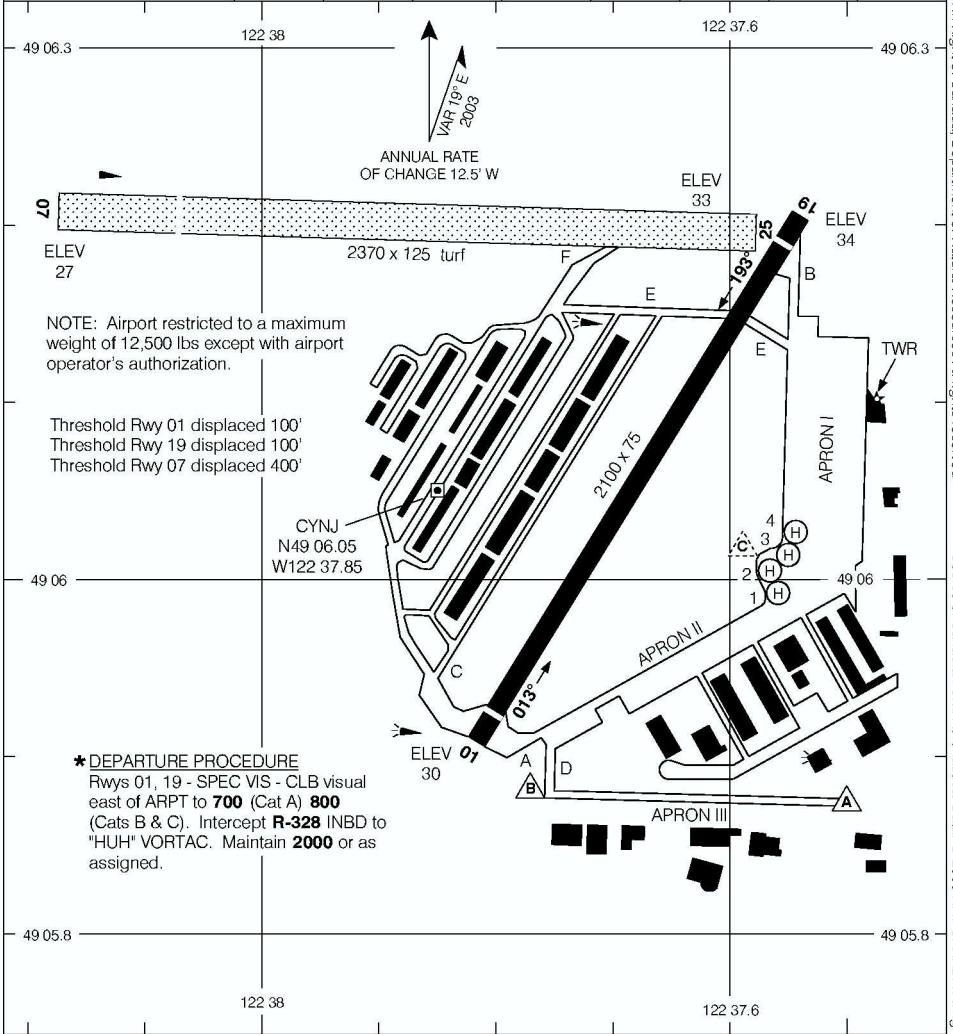 122 38
122 37.6
49 06.3
49 06.3
VAR 19° E
2003
ANNUAL RATE
OF CHANGE 12.5' W
ELEV
33
19
ELEV
34
07
25
ELEV
27
2370 x 125 turf
F
193°
B
E
E
NOTE: Airport restricted to a maximum
weight of 12,500 lbs except with airport
operator's authorization.
TWR
Threshold Rwy 01 displaced 100'
Threshold Rwy 19 displaced 100'
Threshold Rwy 07 displaced 400'
2100 x 75
APRON I
CYNJ
N49 06.05
W122 37.85
4
H
C
3
H
2
H
49 06
49 06
1
H
APRON II
C
013°
ELEV
30
01
A
D
B
A
APRON III
* DEPARTURE PROCEDURE
Rwys 01, 19 - SPEC VIS - CLB visual
east of ARPT to 700 (Cat A) 800
(Cats B & C). Intercept R-328 INBD to
"HUH" VORTAC. Maintain 2000 or as
assigned.
49 05.8
49 05.8
122 38
122 37.6